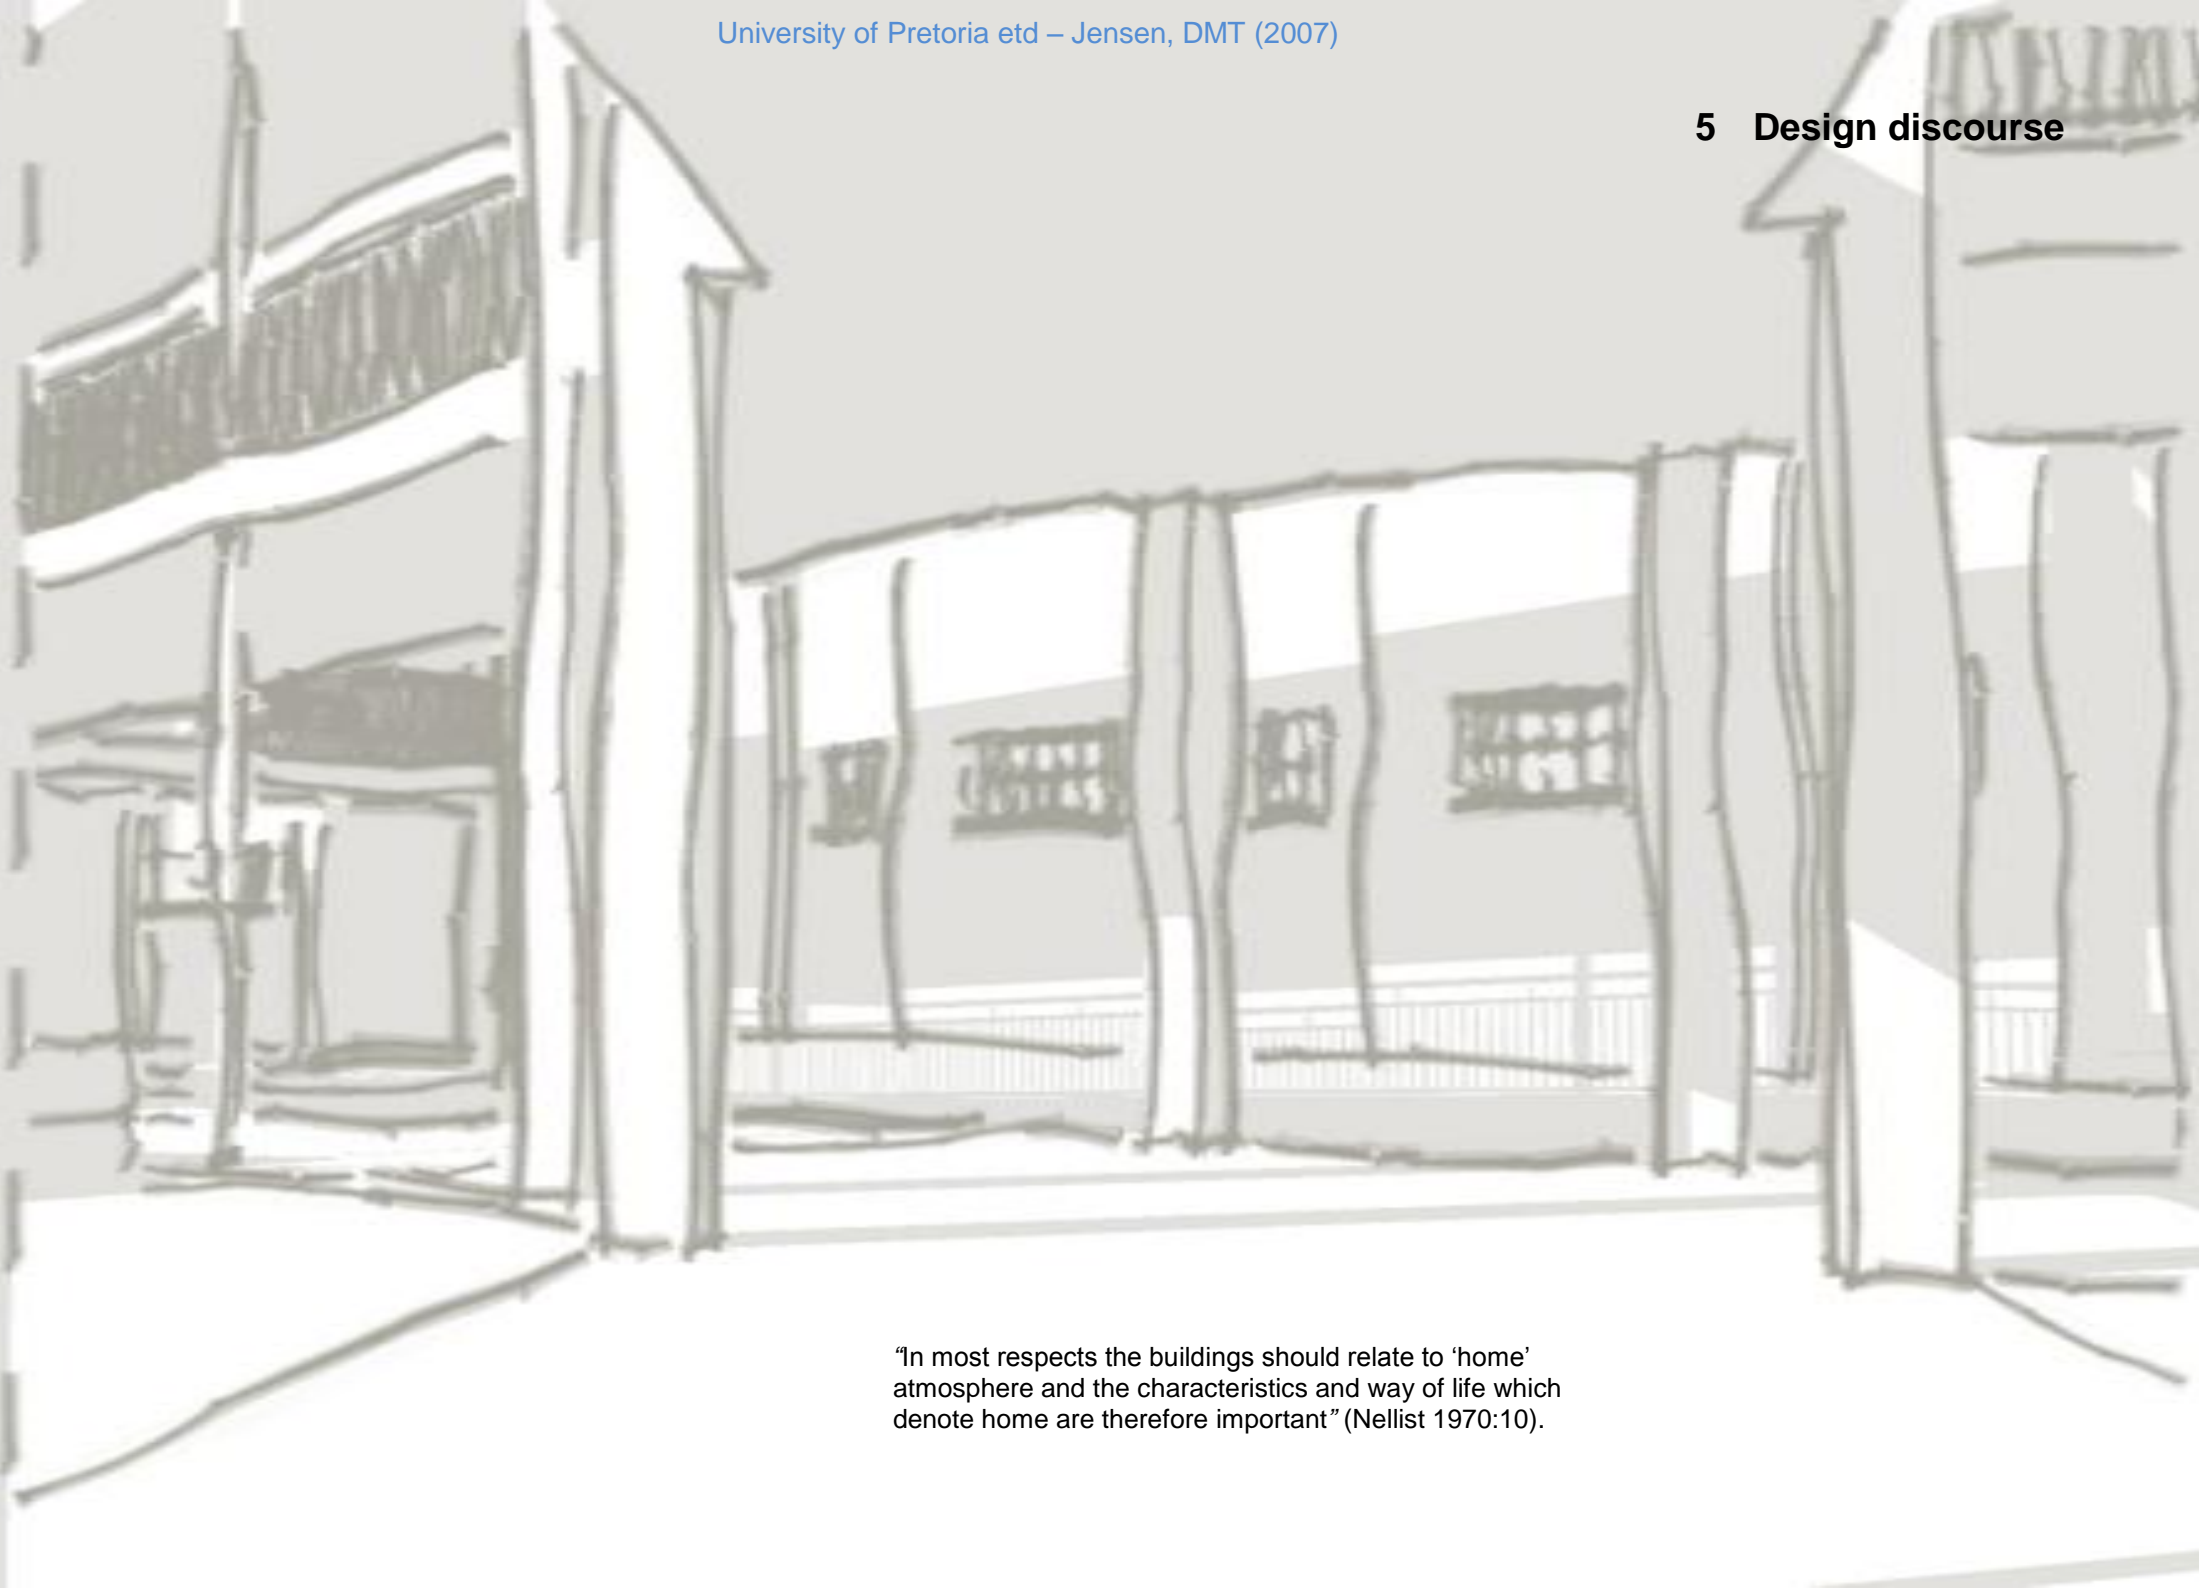 University of Pretoria etd – Jensen, DMT (2007)
5 Design discourse
“In most respects the buildings should relate to ‘home’
atmosphere and the characteristics and way of life which
denote home are therefore important” (Nellist 1970:10).